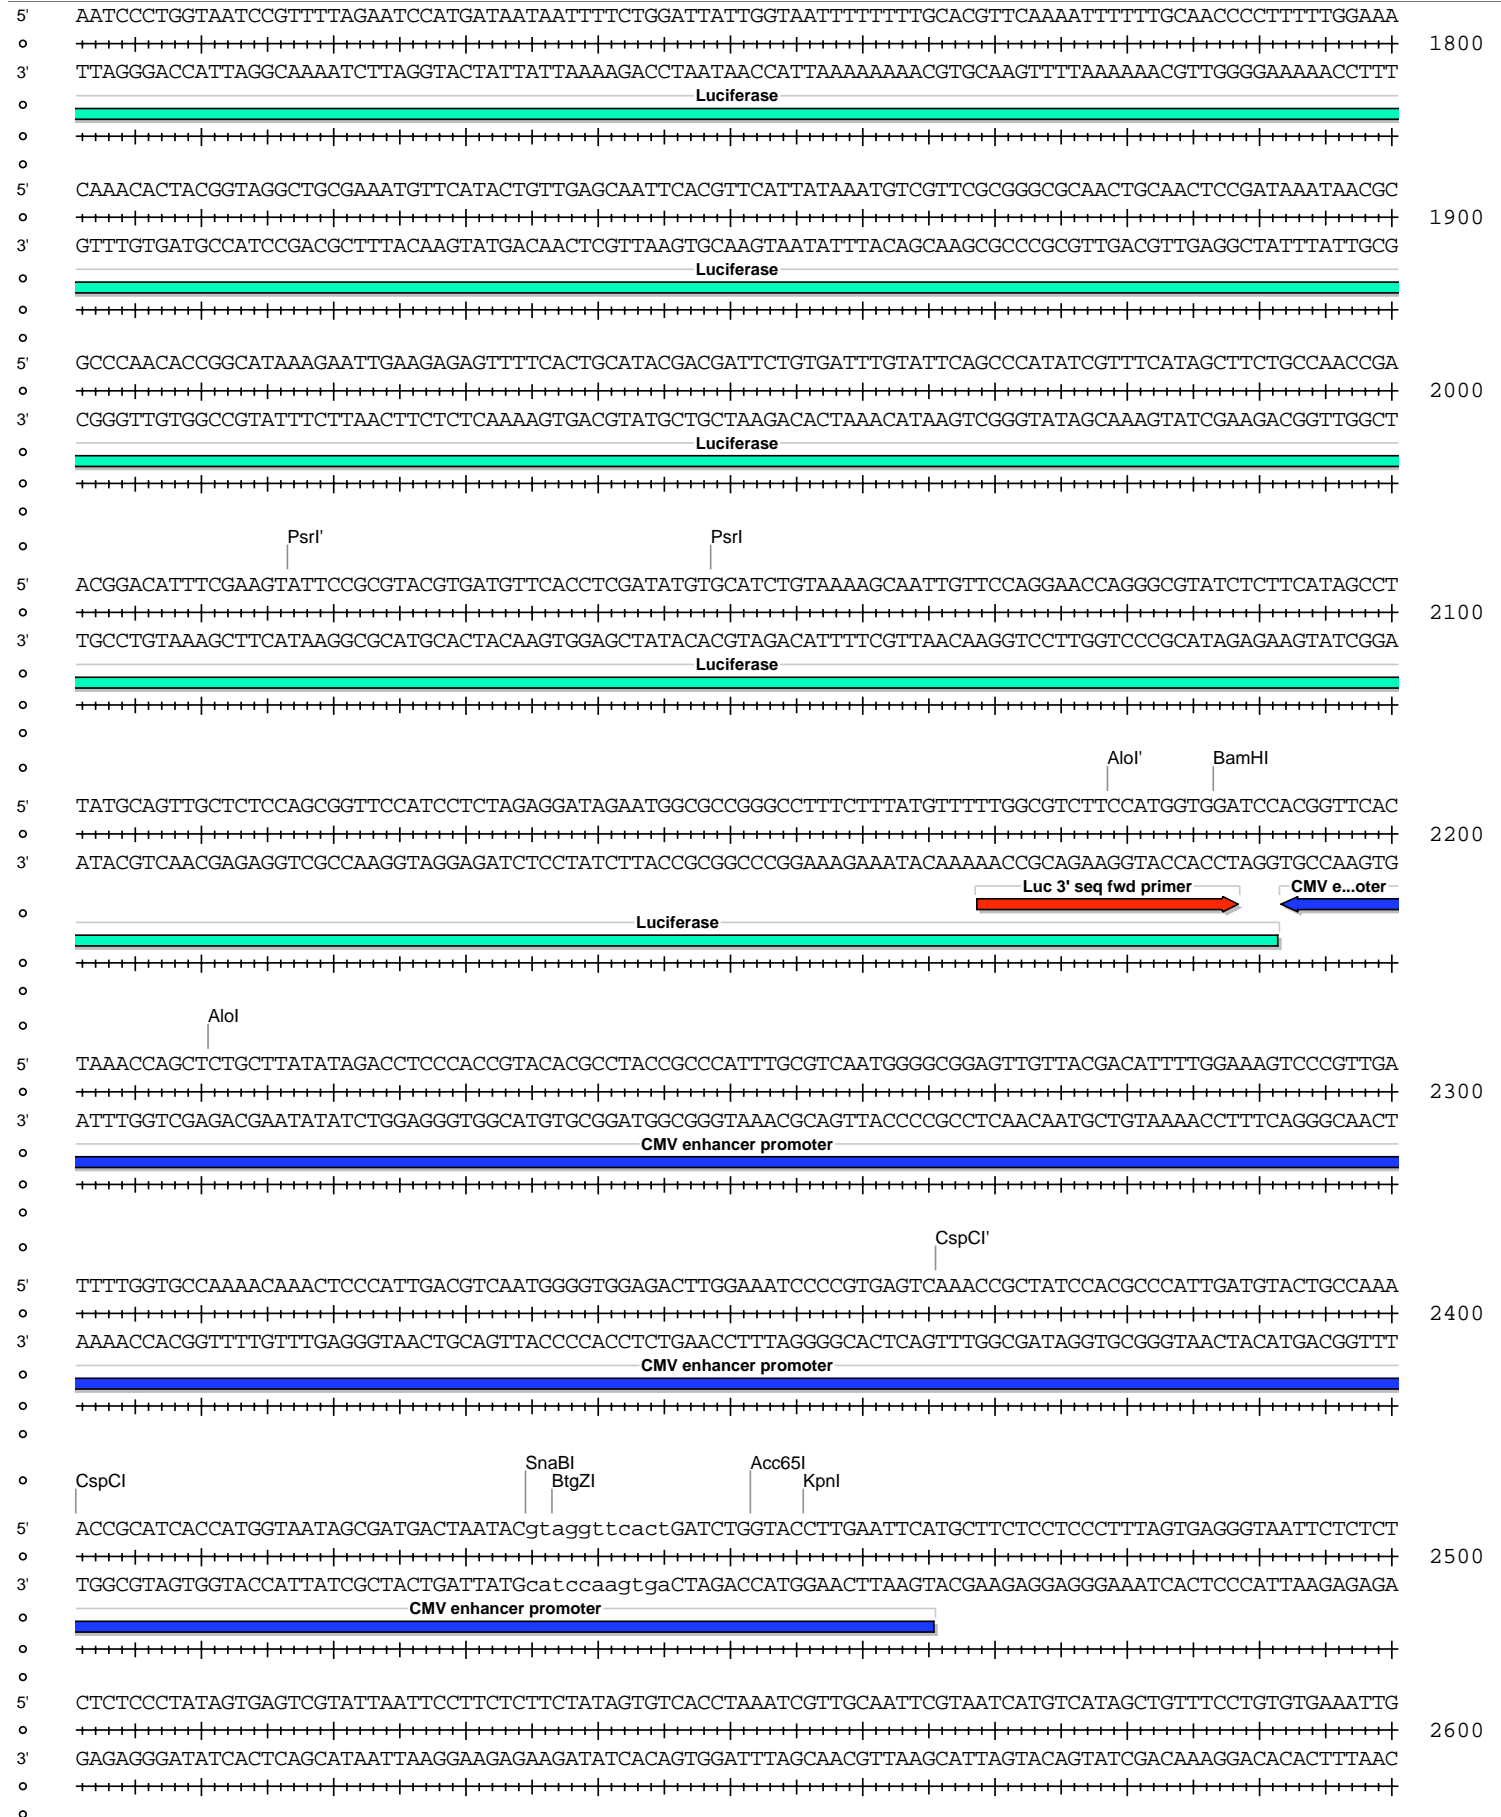 5' AATCCCTGGTAATCCGTTTTAGAATCCATGATAATAATTTTCTGGATTATTGGTAATTTTTTTTGCACGTTCAAAATTTTTTGCAACCCCTTTTTGGAAA
1800
3' TTAGGGACCATTAGGCAAAATCTTAGGTACTATTATTAAAAGACCTAATAACCATTAAAAAAAACGTGCAAGTTTTAAAAAACGTTGGGGAAAAACCTTT
Luciferase
5' CAAACACTACGGTAGGCTGCGAAATGTTCATACTGTTGAGCAATTCACGTTCATTATAAATGTCGTTCGCGGGCGCAACTGCAACTCCGATAAATAACGC
1900
3' GTTTGTGATGCCATCCGACGCTTTACAAGTATGACAACTCGTTAAGTGCAAGTAATATTTACAGCAAGCGCCCGCGTTGACGTTGAGGCTATTTATTGCG
Luciferase
5' GCCCAACACCGGCATAAAGAATTGAAGAGAGTTTTCACTGCATACGACGATTCTGTGATTTGTATTCAGCCCATATCGTTTCATAGCTTCTGCCAACCGA
2000
3' CGGGTTGTGGCCGTATTTCTTAACTTCTCTCAAAAGTGACGTATGCTGCTAAGACACTAAACATAAGTCGGGTATAGCAAAGTATCGAAGACGGTTGGCT
Luciferase
PsrI' PsrI
5' ACGGACATTTCGAAGTATTCCGCGTACGTGATGTTCACCTCGATATGTGCATCTGTAAAAGCAATTGTTCCAGGAACCAGGGCGTATCTCTTCATAGCCT
2100
3' TGCCTGTAAAGCTTCATAAGGCGCATGCACTACAAGTGGAGCTATACACGTAGACATTTTCGTTAACAAGGTCCTTGGTCCCGCATAGAGAAGTATCGGA
Luciferase
AloI' BamHI
5' TATGCAGTTGCTCTCCAGCGGTTCCATCCTCTAGAGGATAGAATGGCGCCGGGCCTTTCTTTATGTTTTTGGCGTCTTCCATGGTGGATCCACGGTTCAC
2200
3' ATACGTCAACGAGAGGTCGCCAAGGTAGGAGATCTCCTATCTTACCGCGGCCCGGAAAGAAATACAAAAACCGCAGAAGGTACCACCTAGGTGCCAAGTG
Luc 3' seq fwd primer CMV e...oter
Luciferase
AloI
5' TAAACCAGCTCTGCTTATATAGACCTCCCACCGTACACGCCTACCGCCCATTTGCGTCAATGGGGCGGAGTTGTTACGACATTTTGGAAAGTCCCGTTGA
2300
3' ATTTGGTCGAGACGAATATATCTGGAGGGTGGCATGTGCGGATGGCGGGTAAACGCAGTTACCCCGCCTCAACAATGCTGTAAAACCTTTCAGGGCAACT
CMV enhancer promoter
CspCI'
5' TTTTGGTGCCAAAACAAACTCCCATTGACGTCAATGGGGTGGAGACTTGGAAATCCCCGTGAGTCAAACCGCTATCCACGCCCATTGATGTACTGCCAAA
2400
3' AAAACCACGGTTTTGTTTGAGGGTAACTGCAGTTACCCCACCTCTGAACCTTTAGGGGCACTCAGTTTGGCGATAGGTGCGGGTAACTACATGACGGTTT
CMV enhancer promoter
SnaBI Acc65I
CspCI BtgZI KpnI
5' ACCGCATCACCATGGTAATAGCGATGACTAATACgtaggttcactGATCTGGTACCTTGAATTCATGCTTCTCCTCCCTTTAGTGAGGGTAATTCTCTCT
2500
3' TGGCGTAGTGGTACCATTATCGCTACTGATTATGcatccaagtgaCTAGACCATGGAACTTAAGTACGAAGAGGAGGGAAATCACTCCCATTAAGAGAGA
CMV enhancer promoter
5' CTCTCCCTATAGTGAGTCGTATTAATTCCTTCTCTTCTATAGTGTCACCTAAATCGTTGCAATTCGTAATCATGTCATAGCTGTTTCCTGTGTGAAATTG
2600
3' GAGAGGGATATCACTCAGCATAATTAAGGAAGAGAAGATATCACAGTGGATTTAGCAACGTTAAGCATTAGTACAGTATCGACAAAGGACACACTTTAAC